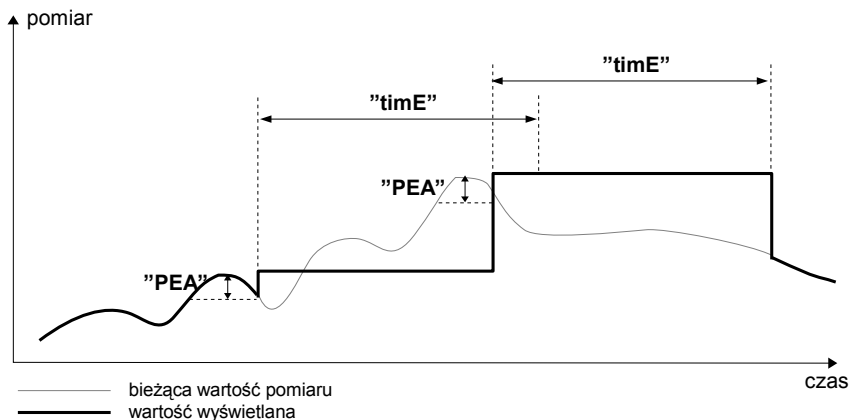 pomiar
”timE”
”timE”
”PEA”
”PEA”
czas
bieżąca wartość pomiaru
wartość wyświetlana